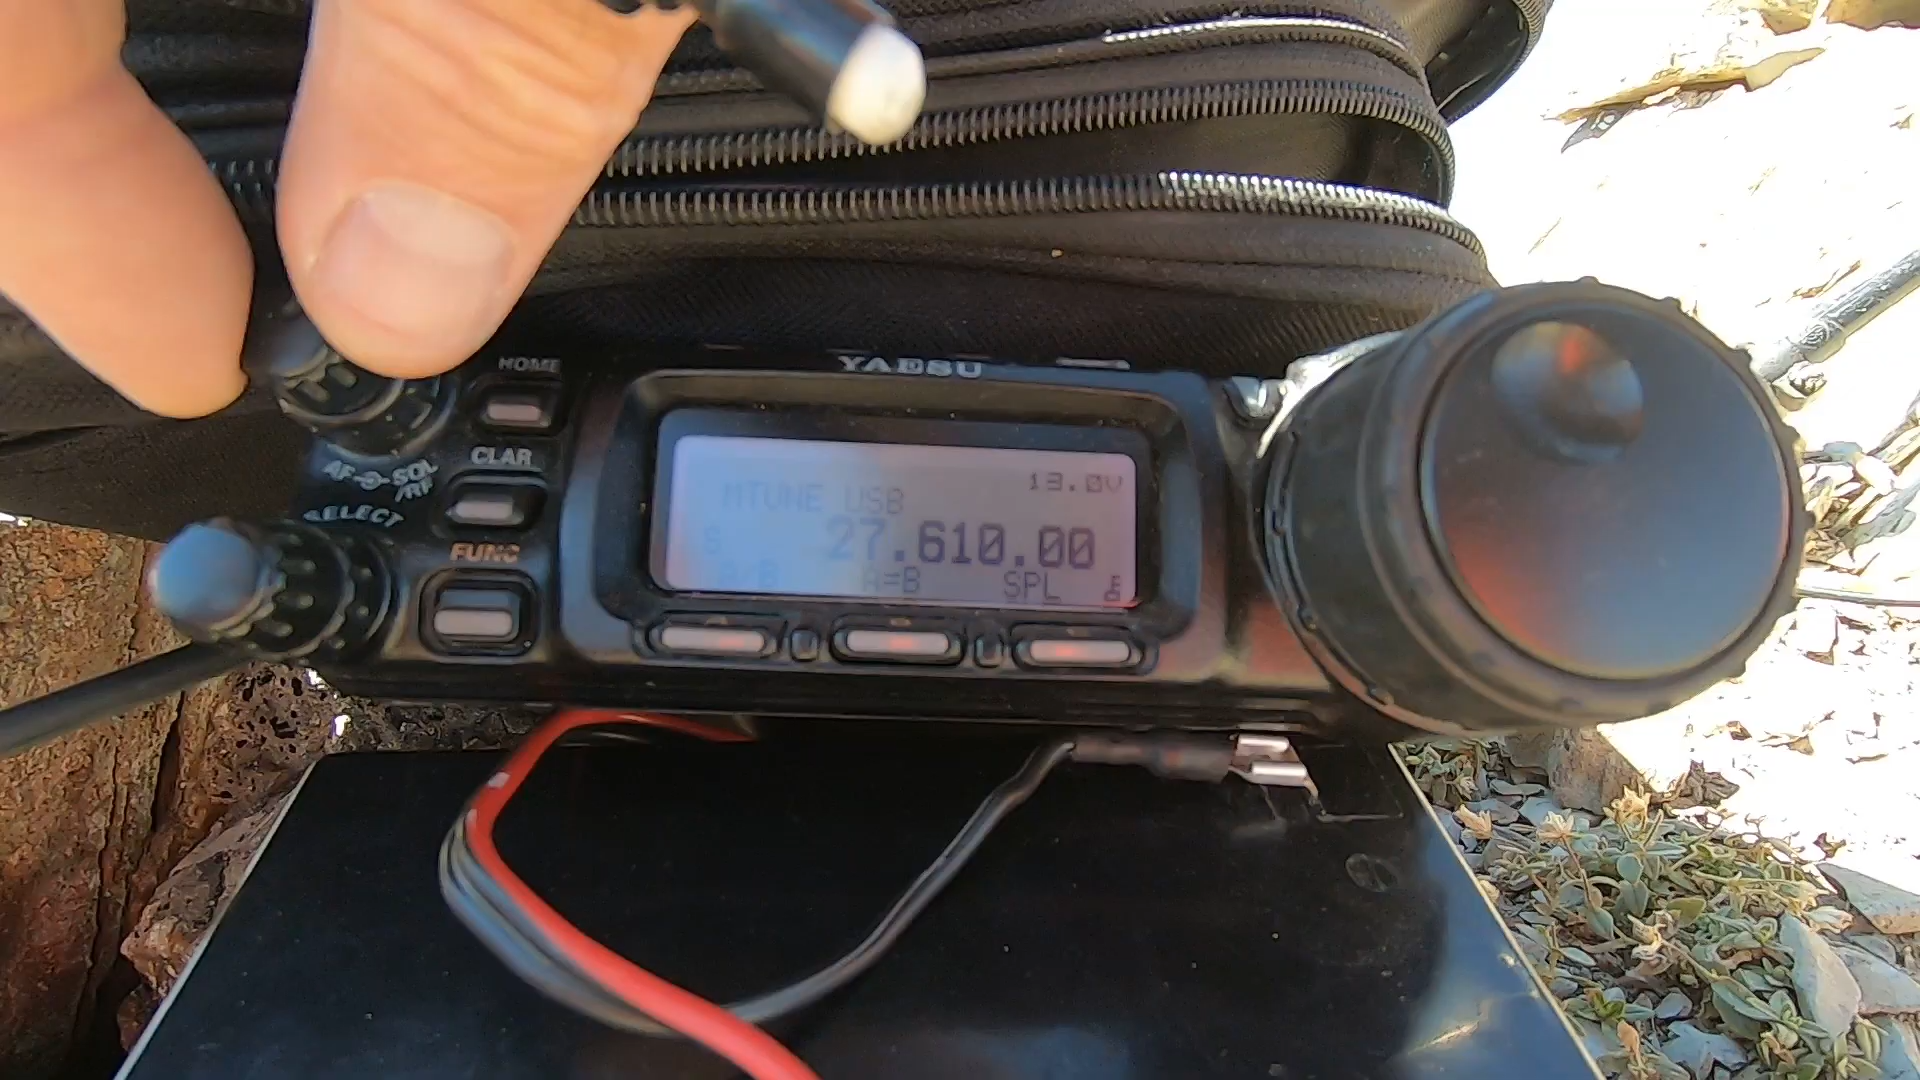 YAESU
HOME
CLAR
AF-SQL
/RF
SELECT
FUNC
13.0V
MTUNE USB
27.610.00
A/B A=B SPL